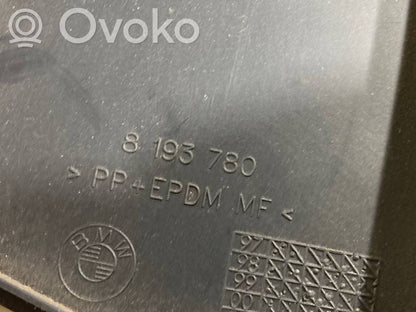 Ovoko
8 193 780
> PP+EPDM MF <
BMW
97
98
99
00